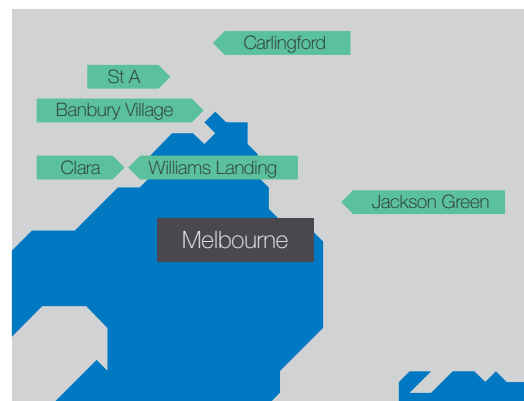 Carlingford
St A
Banbury Village
Clara
Williams Landing
Jackson Green
Melbourne